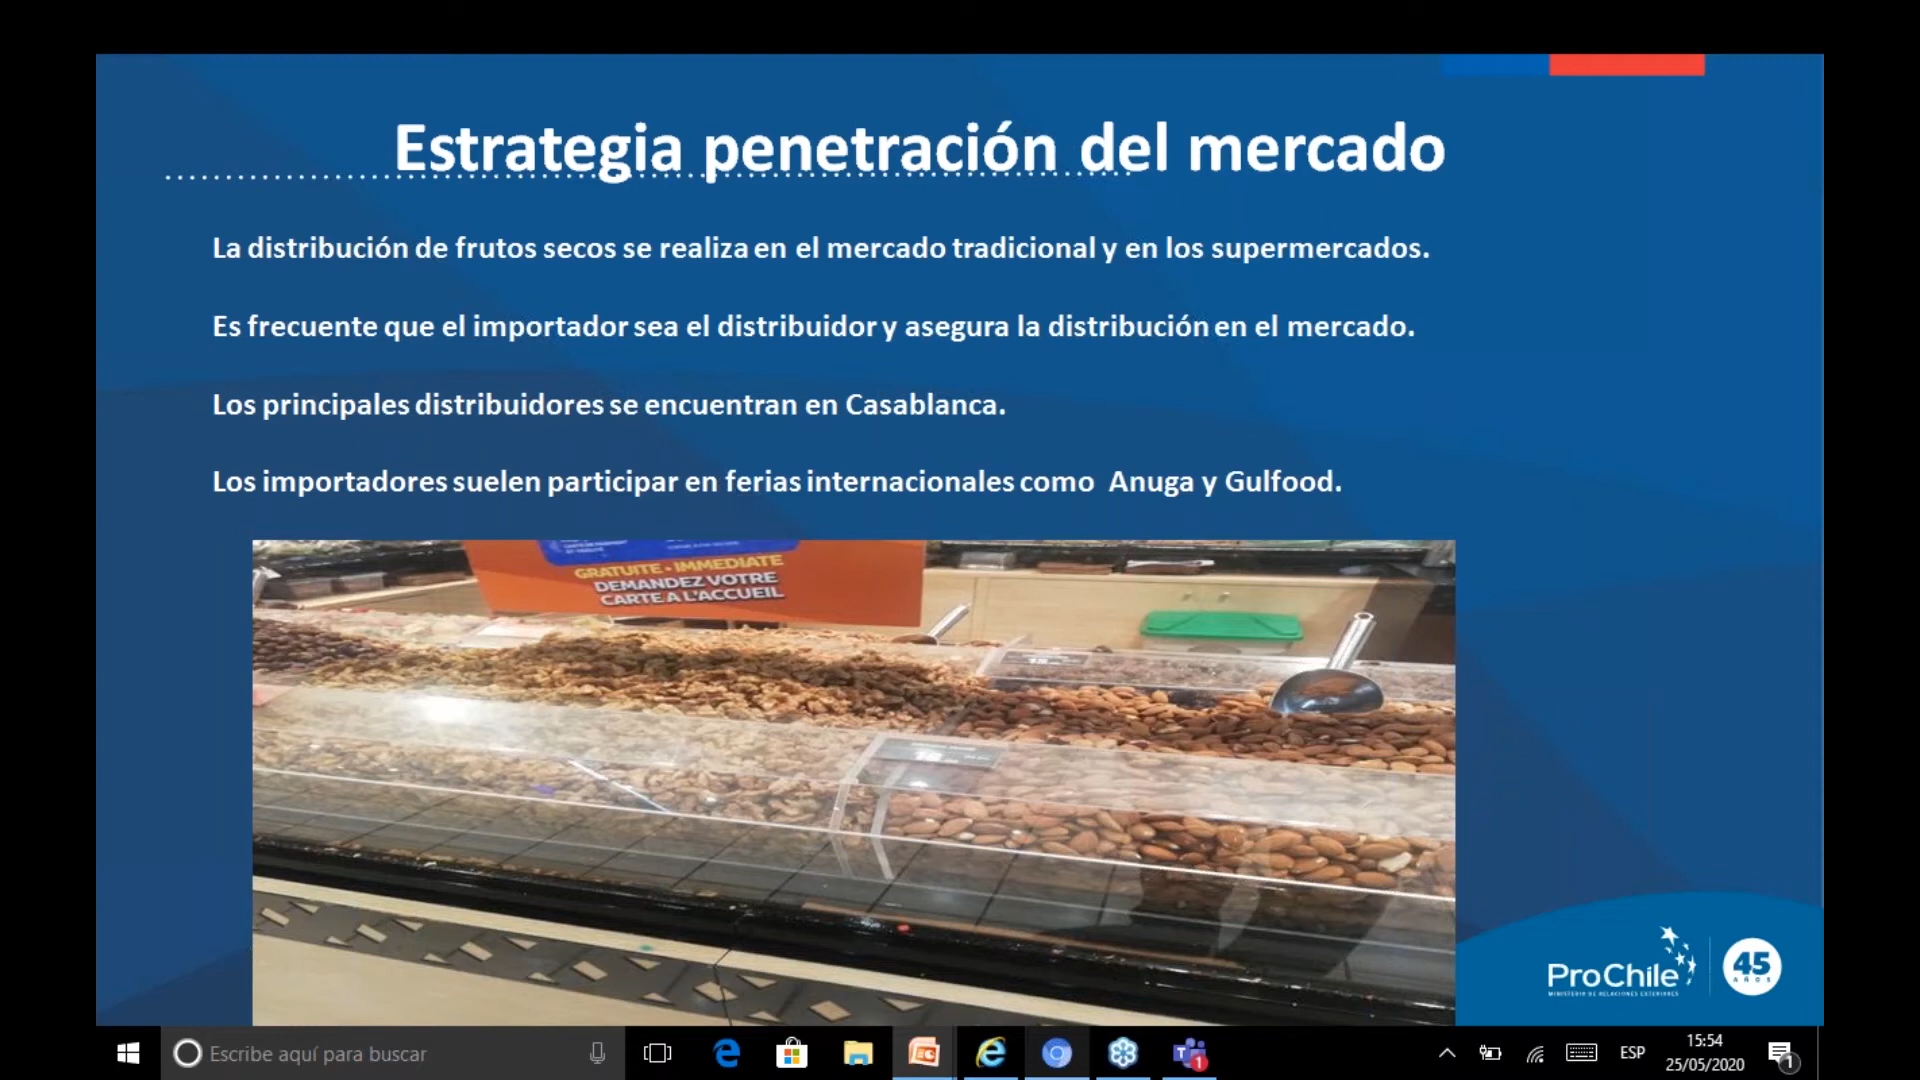 Estrategia penetración del mercado
La distribución de frutos secos se realiza en el mercado tradicional y en los supermercados.
Es frecuente que el importador sea el distribuidor y asegura la distribución en el mercado.
Los principales distribuidores se encuentran en Casablanca.
Los importadores suelen participar en ferias internacionales como Anuga y Gulfood.
GRATUITE - IMMEDIATE
DEMANDEZ VOTRE
CARTE A L'ACCUEIL
ProChile
MINISTERIO DE RELACIONES EXTERIORES
45
AÑOS
Escribe aquí para buscar
1
ESP
15:54
25/05/2020
1